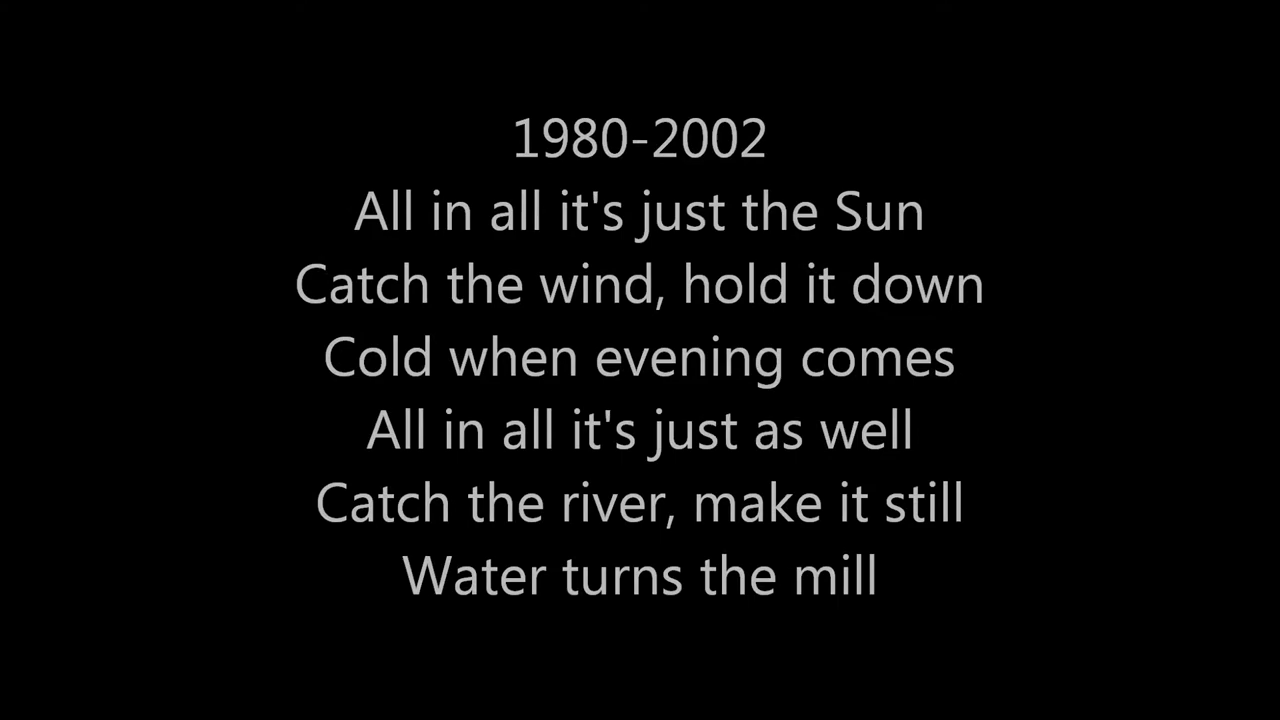 1980-2002
All in all it's just the Sun
Catch the wind, hold it down
Cold when evening comes
All in all it's just as well
Catch the river, make it still
Water turns the mill